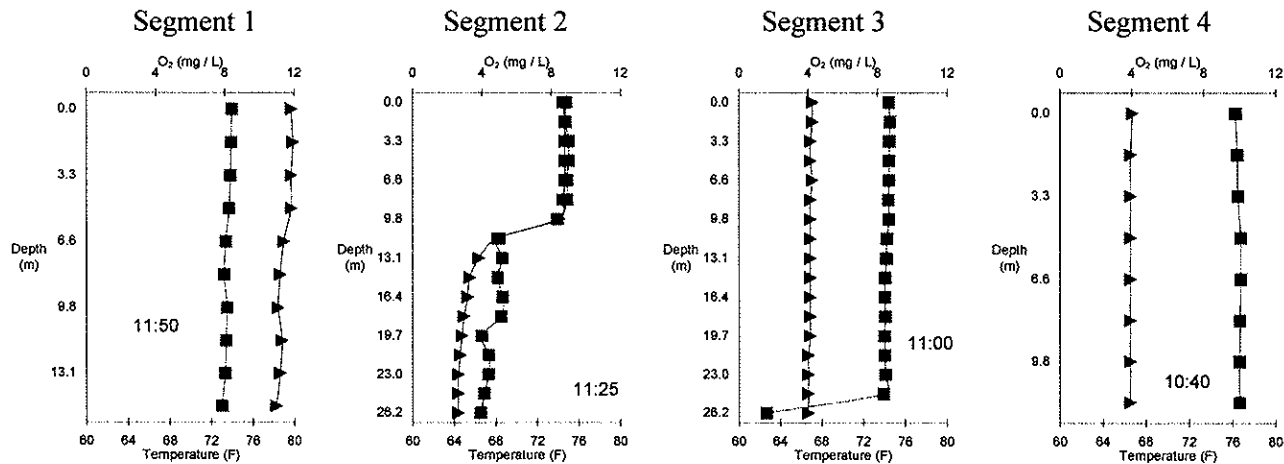 Segment 1
O₂ (mg / L)
0 4 8 12
0.0
3.3
6.6
Depth
(m)
9.8
13.1
11:50
60 64 68 72 76 80
Temperature (F)
Segment 2
O₂ (mg / L)
0 4 8 12
0.0
3.3
6.6
9.8
Depth
(m)
13.1
16.4
19.7
23.0
26.2
11:25
60 64 68 72 76 80
Temperature (F)
Segment 3
O₂ (mg / L)
0 4 8 12
0.0
3.3
6.6
9.8
Depth
(m)
13.1
16.4
19.7
23.0
26.2
11:00
60 64 68 72 76 80
Temperature (F)
Segment 4
O₂ (mg / L)
0 4 8 12
0.0
3.3
Depth
(m)
6.6
9.8
10:40
60 64 68 72 76 80
Temperature (F)